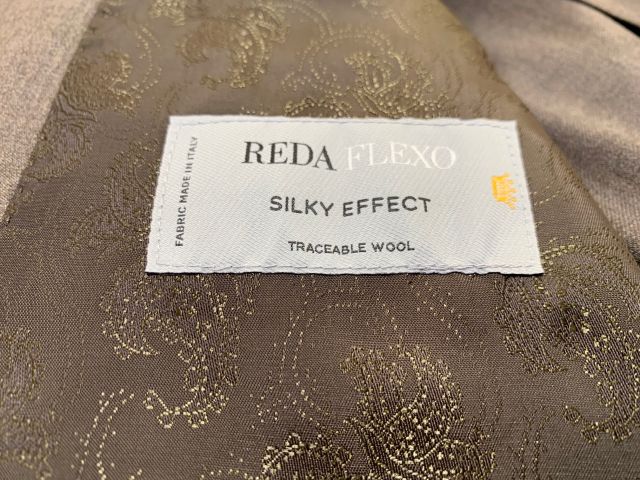 REDA FLEXO
SILKY EFFECT
TRACEABLE WOOL
FABRIC MADE IN ITALY